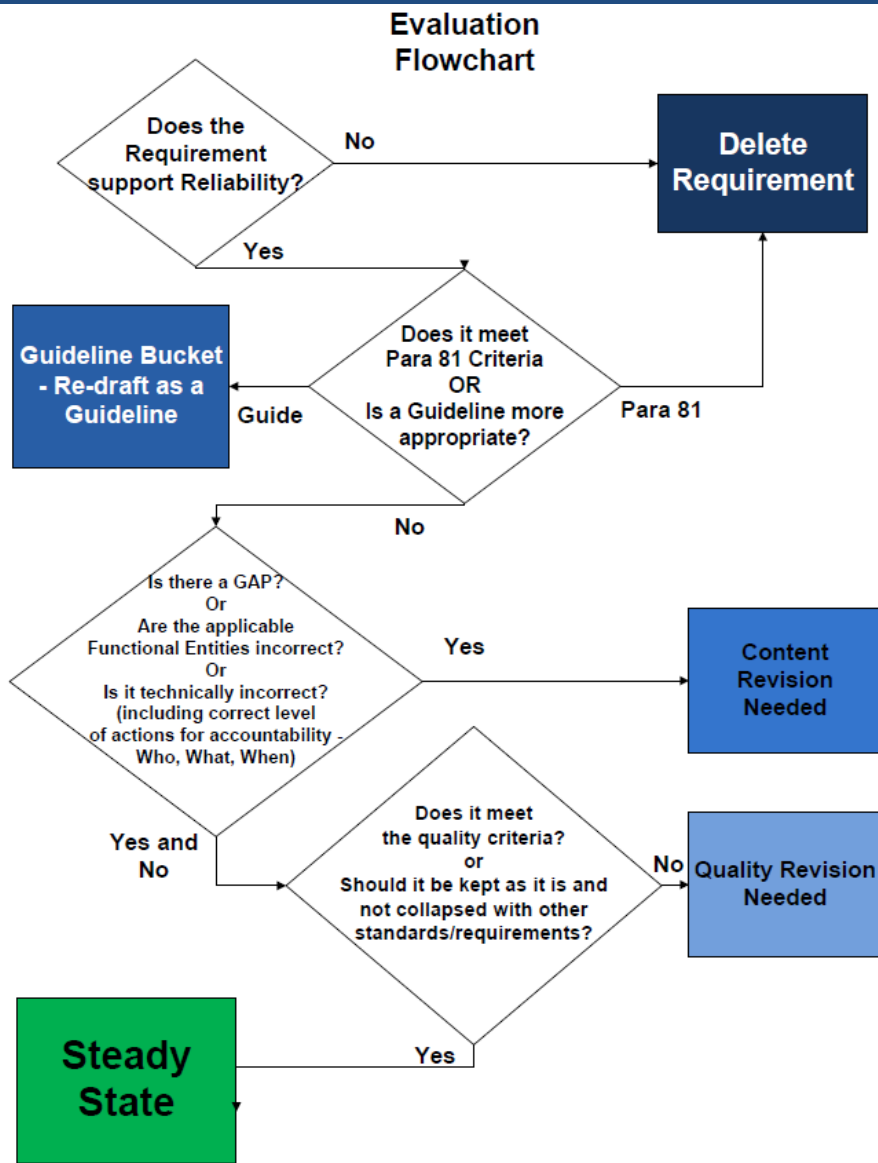 Evaluation
Flowchart
Does the
Requirement
support Reliability?
No
Delete
Requirement
Yes
Guideline Bucket
- Re-draft as a
Guideline
Guide
Does it meet
Para 81 Criteria
OR
Is a Guideline more
appropriate?
Para 81
No
Is there a GAP?
Or
Are the applicable
Functional Entities incorrect?
Or
Is it technically incorrect?
(including correct level
of actions for accountability -
Who, What, When)
Yes
Content
Revision
Needed
Yes and
No
Does it meet
the quality criteria?
or
Should it be kept as it is and
not collapsed with other
standards/requirements?
No
Quality Revision
Needed
Yes
Steady
State